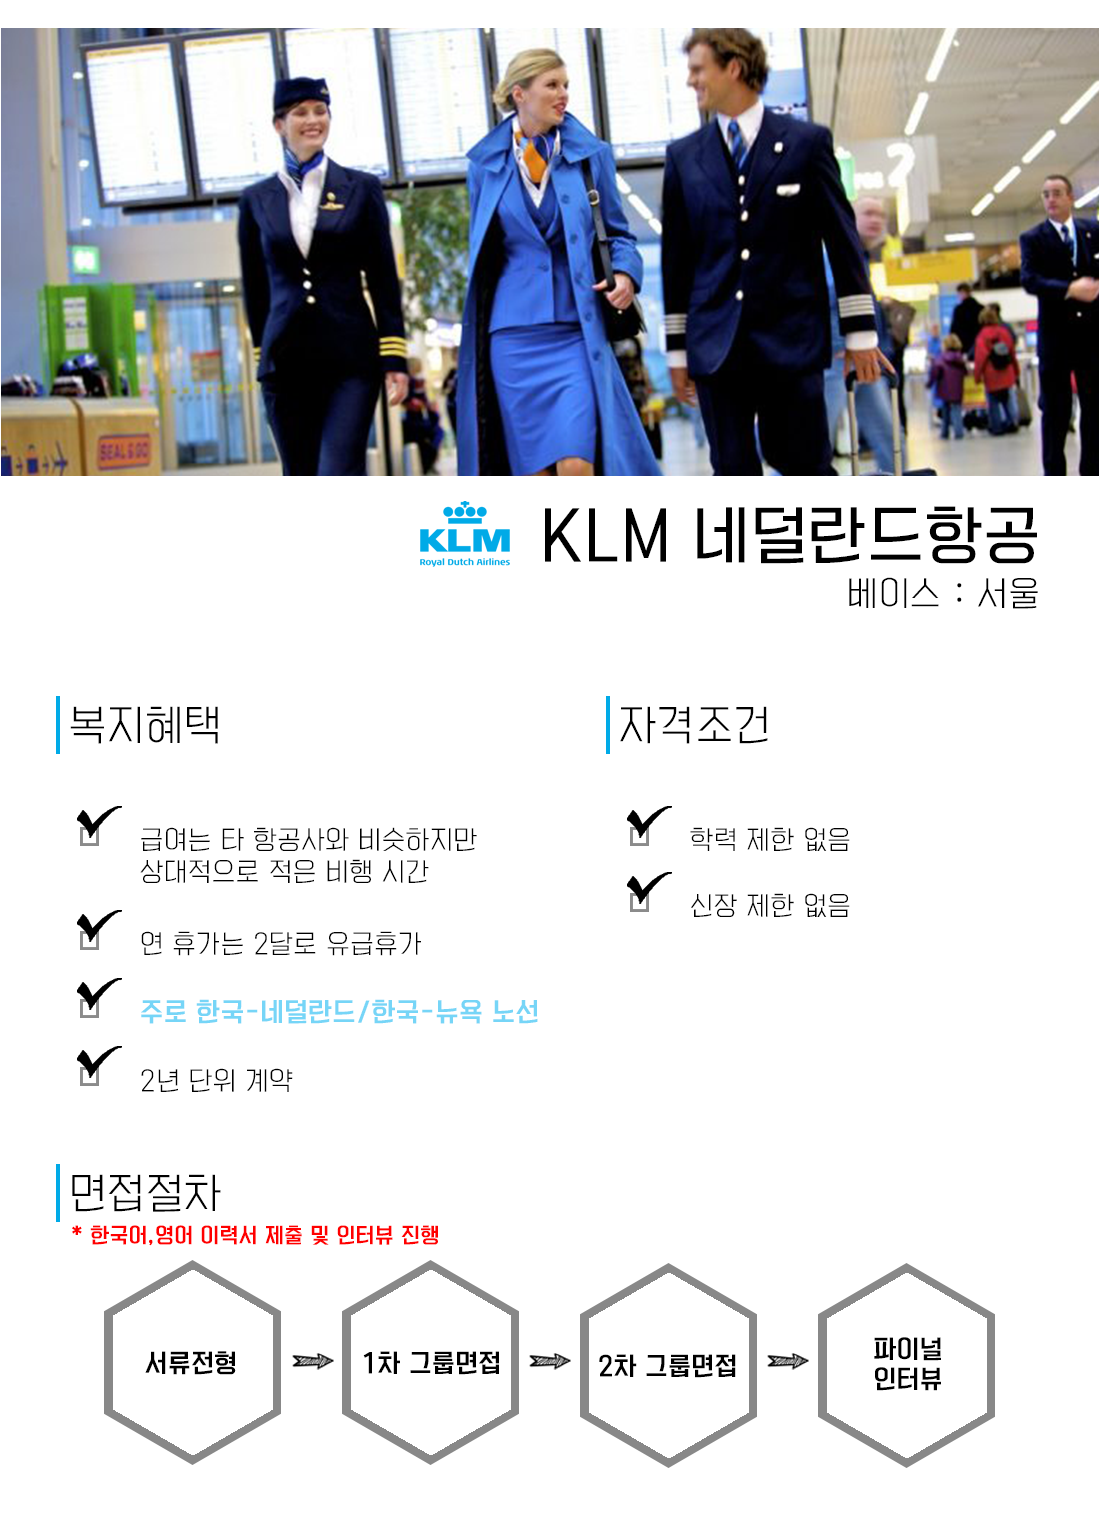 SEAL & GO
KLM
Royal Dutch Airlines
KLM 네덜란드항공
베이스 : 서울
복지혜택
급여는 타 항공사와 비슷하지만
상대적으로 적은 비행 시간
연 휴가는 2달로 유급휴가
주로 한국-네덜란드/한국-뉴욕 노선
2년 단위 계약
자격조건
학력 제한 없음
신장 제한 없음
면접절차
* 한국어,영어 이력서 제출 및 인터뷰 진행
서류전형
1차 그룹면접
2차 그룹면접
파이널
인터뷰